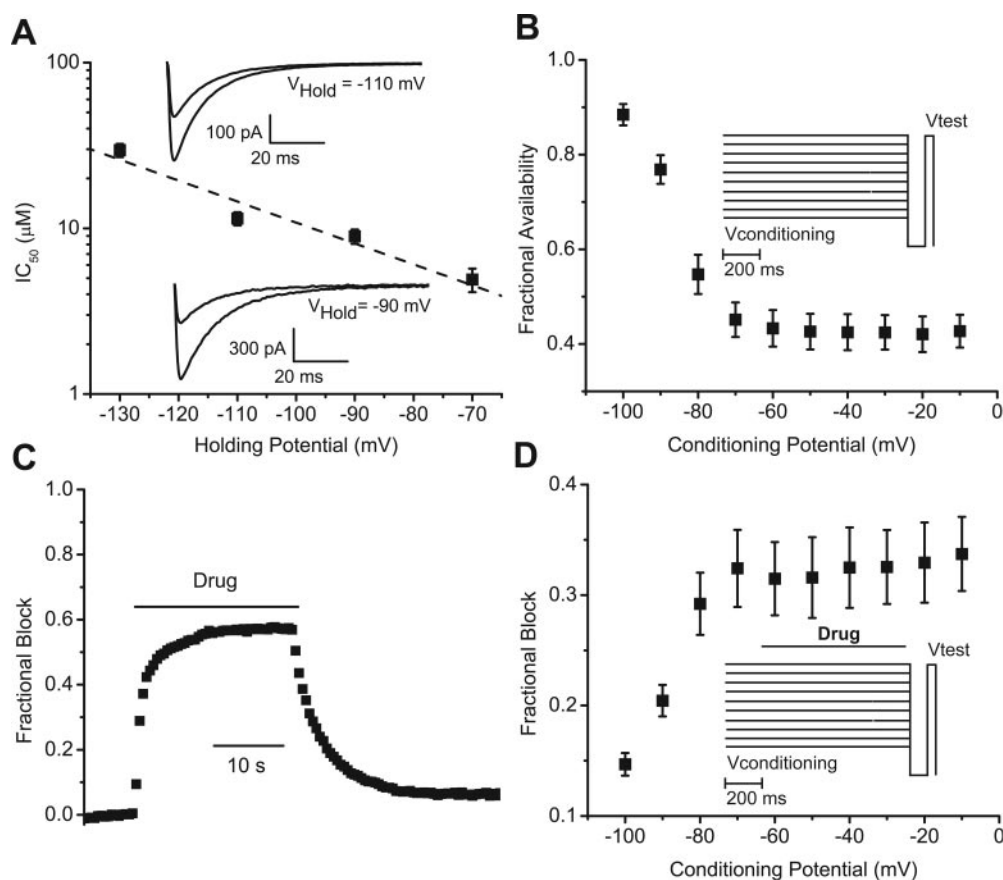 A
100
10
1
IC50 (μM)
-130 -120 -110 -100 -90 -80 -70
Holding Potential (mV)
VHold = -110 mV
100 pA
20 ms
VHold = -90 mV
300 pA
20 ms
B
1.0
0.8
0.6
0.4
Fractional Availability
-100 -80 -60 -40 -20 0
Conditioning Potential (mV)
Vtest
Vconditioning
200 ms
C
1.0
0.8
0.6
0.4
0.2
0.0
Fractional Block
Drug
10 s
D
0.4
0.3
0.2
0.1
Fractional Block
-100 -80 -60 -40 -20 0
Conditioning Potential (mV)
Drug
Vtest
Vconditioning
200 ms